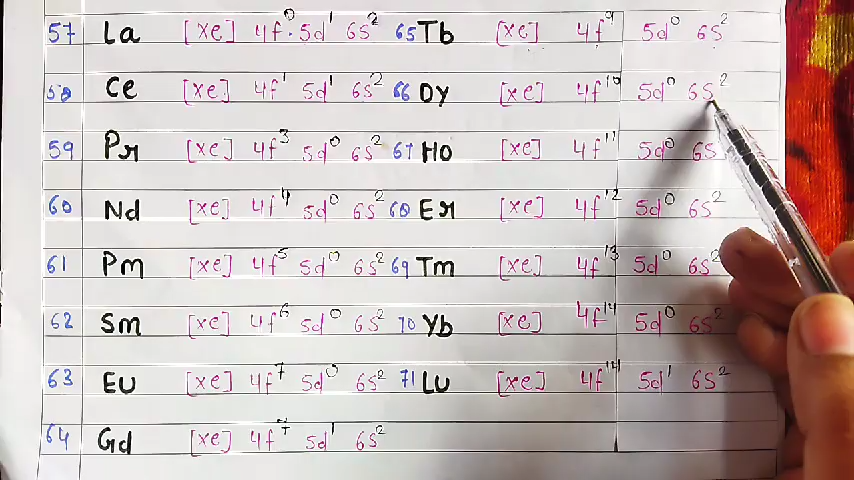 57 La [xe] 4f⁰ 5d¹ 6s² 65 Tb [xe] 4f⁹ 5d⁰ 6s²
58 Ce [xe] 4f¹ 5d¹ 6s² 66 Dy [xe] 4f¹⁰ 5d⁰ 6s²
59 Pr [xe] 4f³ 5d⁰ 6s² 67 Ho [xe] 4f¹¹ 5d⁰ 6s
60 Nd [xe] 4f⁴ 5d⁰ 6s² 60 Er [xe] 4f¹² 5d⁰ 6s²
61 Pm [xe] 4f⁵ 5d⁰ 6s² 69 Tm [xe] 4f¹³ 5d⁰ 6s²
62 Sm [xe] 4f⁶ 5d⁰ 6s² 70 Yb [xe] 4f¹⁴ 5d⁰ 6s²
63 EU [xe] 4f⁷ 5d⁰ 6s² 71 LU [xe] 4f¹⁴ 5d¹ 6s²
64 Gd [xe] 4f⁷ 5d¹ 6s²